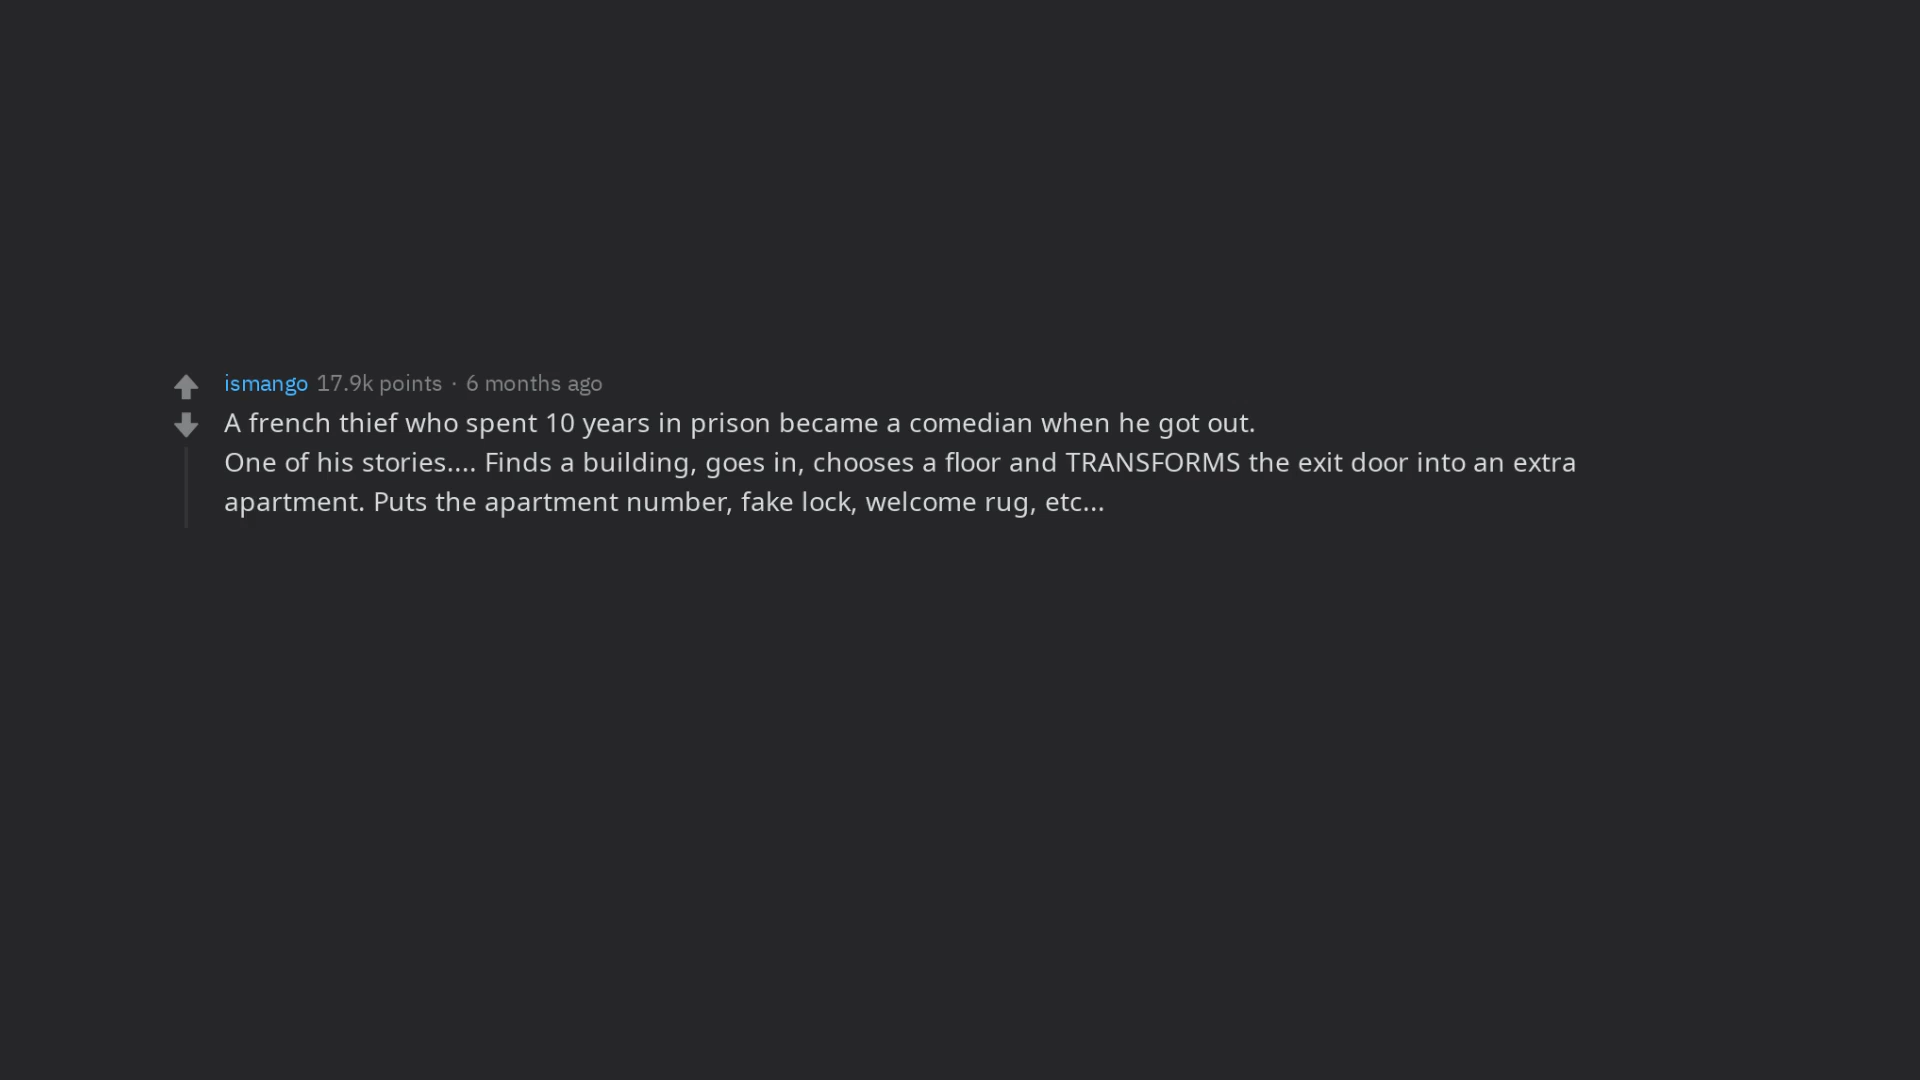 ismango 17.9k points · 6 months ago
A french thief who spent 10 years in prison became a comedian when he got out.
One of his stories.... Finds a building, goes in, chooses a floor and TRANSFORMS the exit door into an extra
apartment. Puts the apartment number, fake lock, welcome rug, etc...